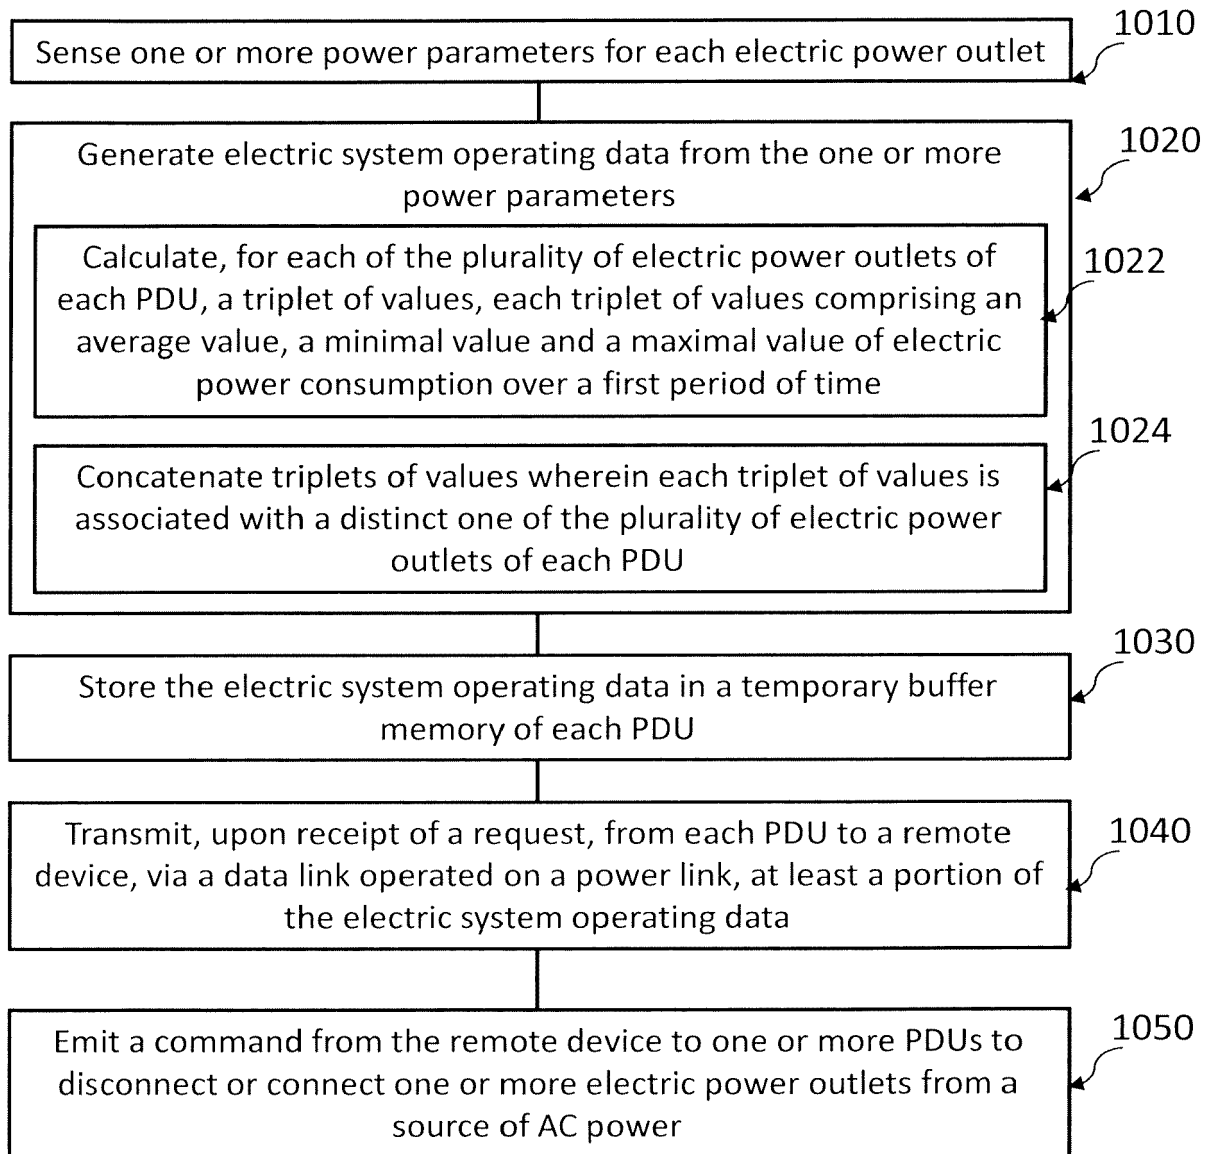 1010
Sense one or more power parameters for each electric power outlet
1020
Generate electric system operating data from the one or more
power parameters
1022
Calculate, for each of the plurality of electric power outlets of
each PDU, a triplet of values, each triplet of values comprising an
average value, a minimal value and a maximal value of electric
power consumption over a first period of time
1024
Concatenate triplets of values wherein each triplet of values is
associated with a distinct one of the plurality of electric power
outlets of each PDU
1030
Store the electric system operating data in a temporary buffer
memory of each PDU
1040
Transmit, upon receipt of a request, from each PDU to a remote
device, via a data link operated on a power link, at least a portion of
the electric system operating data
1050
Emit a command from the remote device to one or more PDUs to
disconnect or connect one or more electric power outlets from a
source of AC power